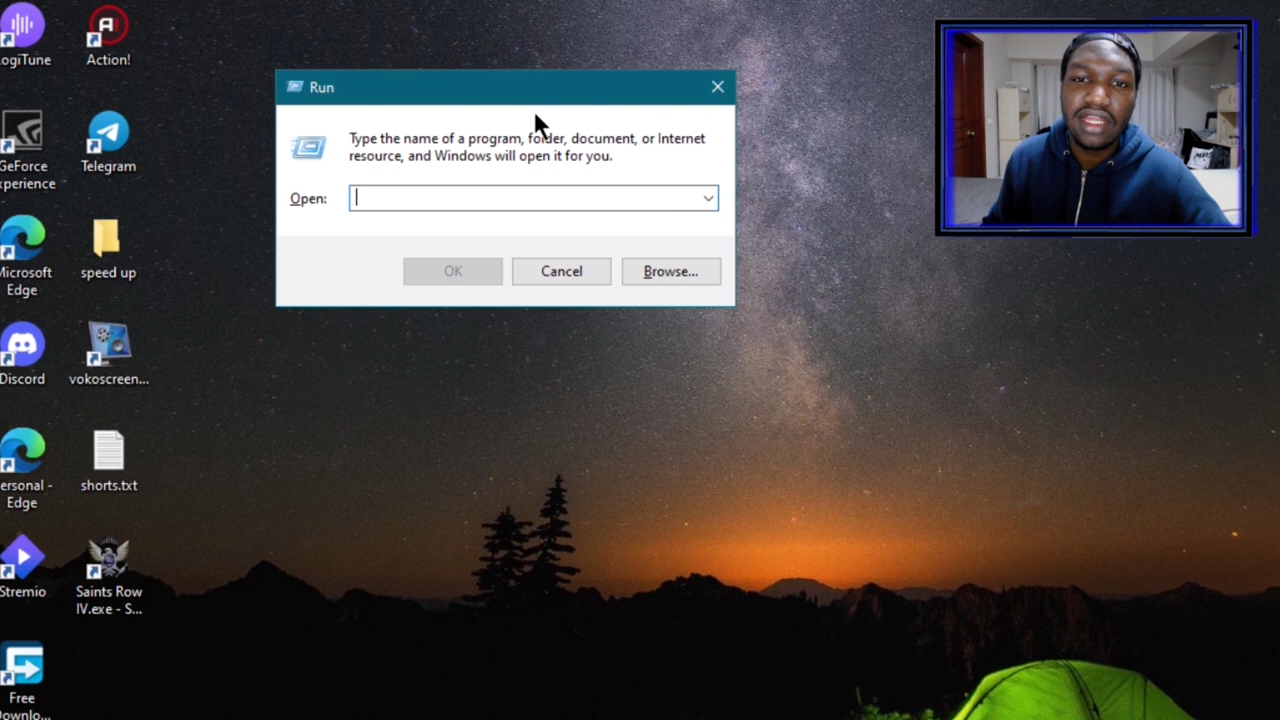 ogiTune
Action!
GeForce
xperience
Telegram
Microsoft
Edge
speed up
Discord
vokoscreen...
ersonal -
Edge
shorts.txt
Stremio
Saints Row
IV.exe - S...
Free
Downlo...
Run
Type the name of a program, folder, document, or Internet
resource, and Windows will open it for you.
Open:
OK
Cancel
Browse...